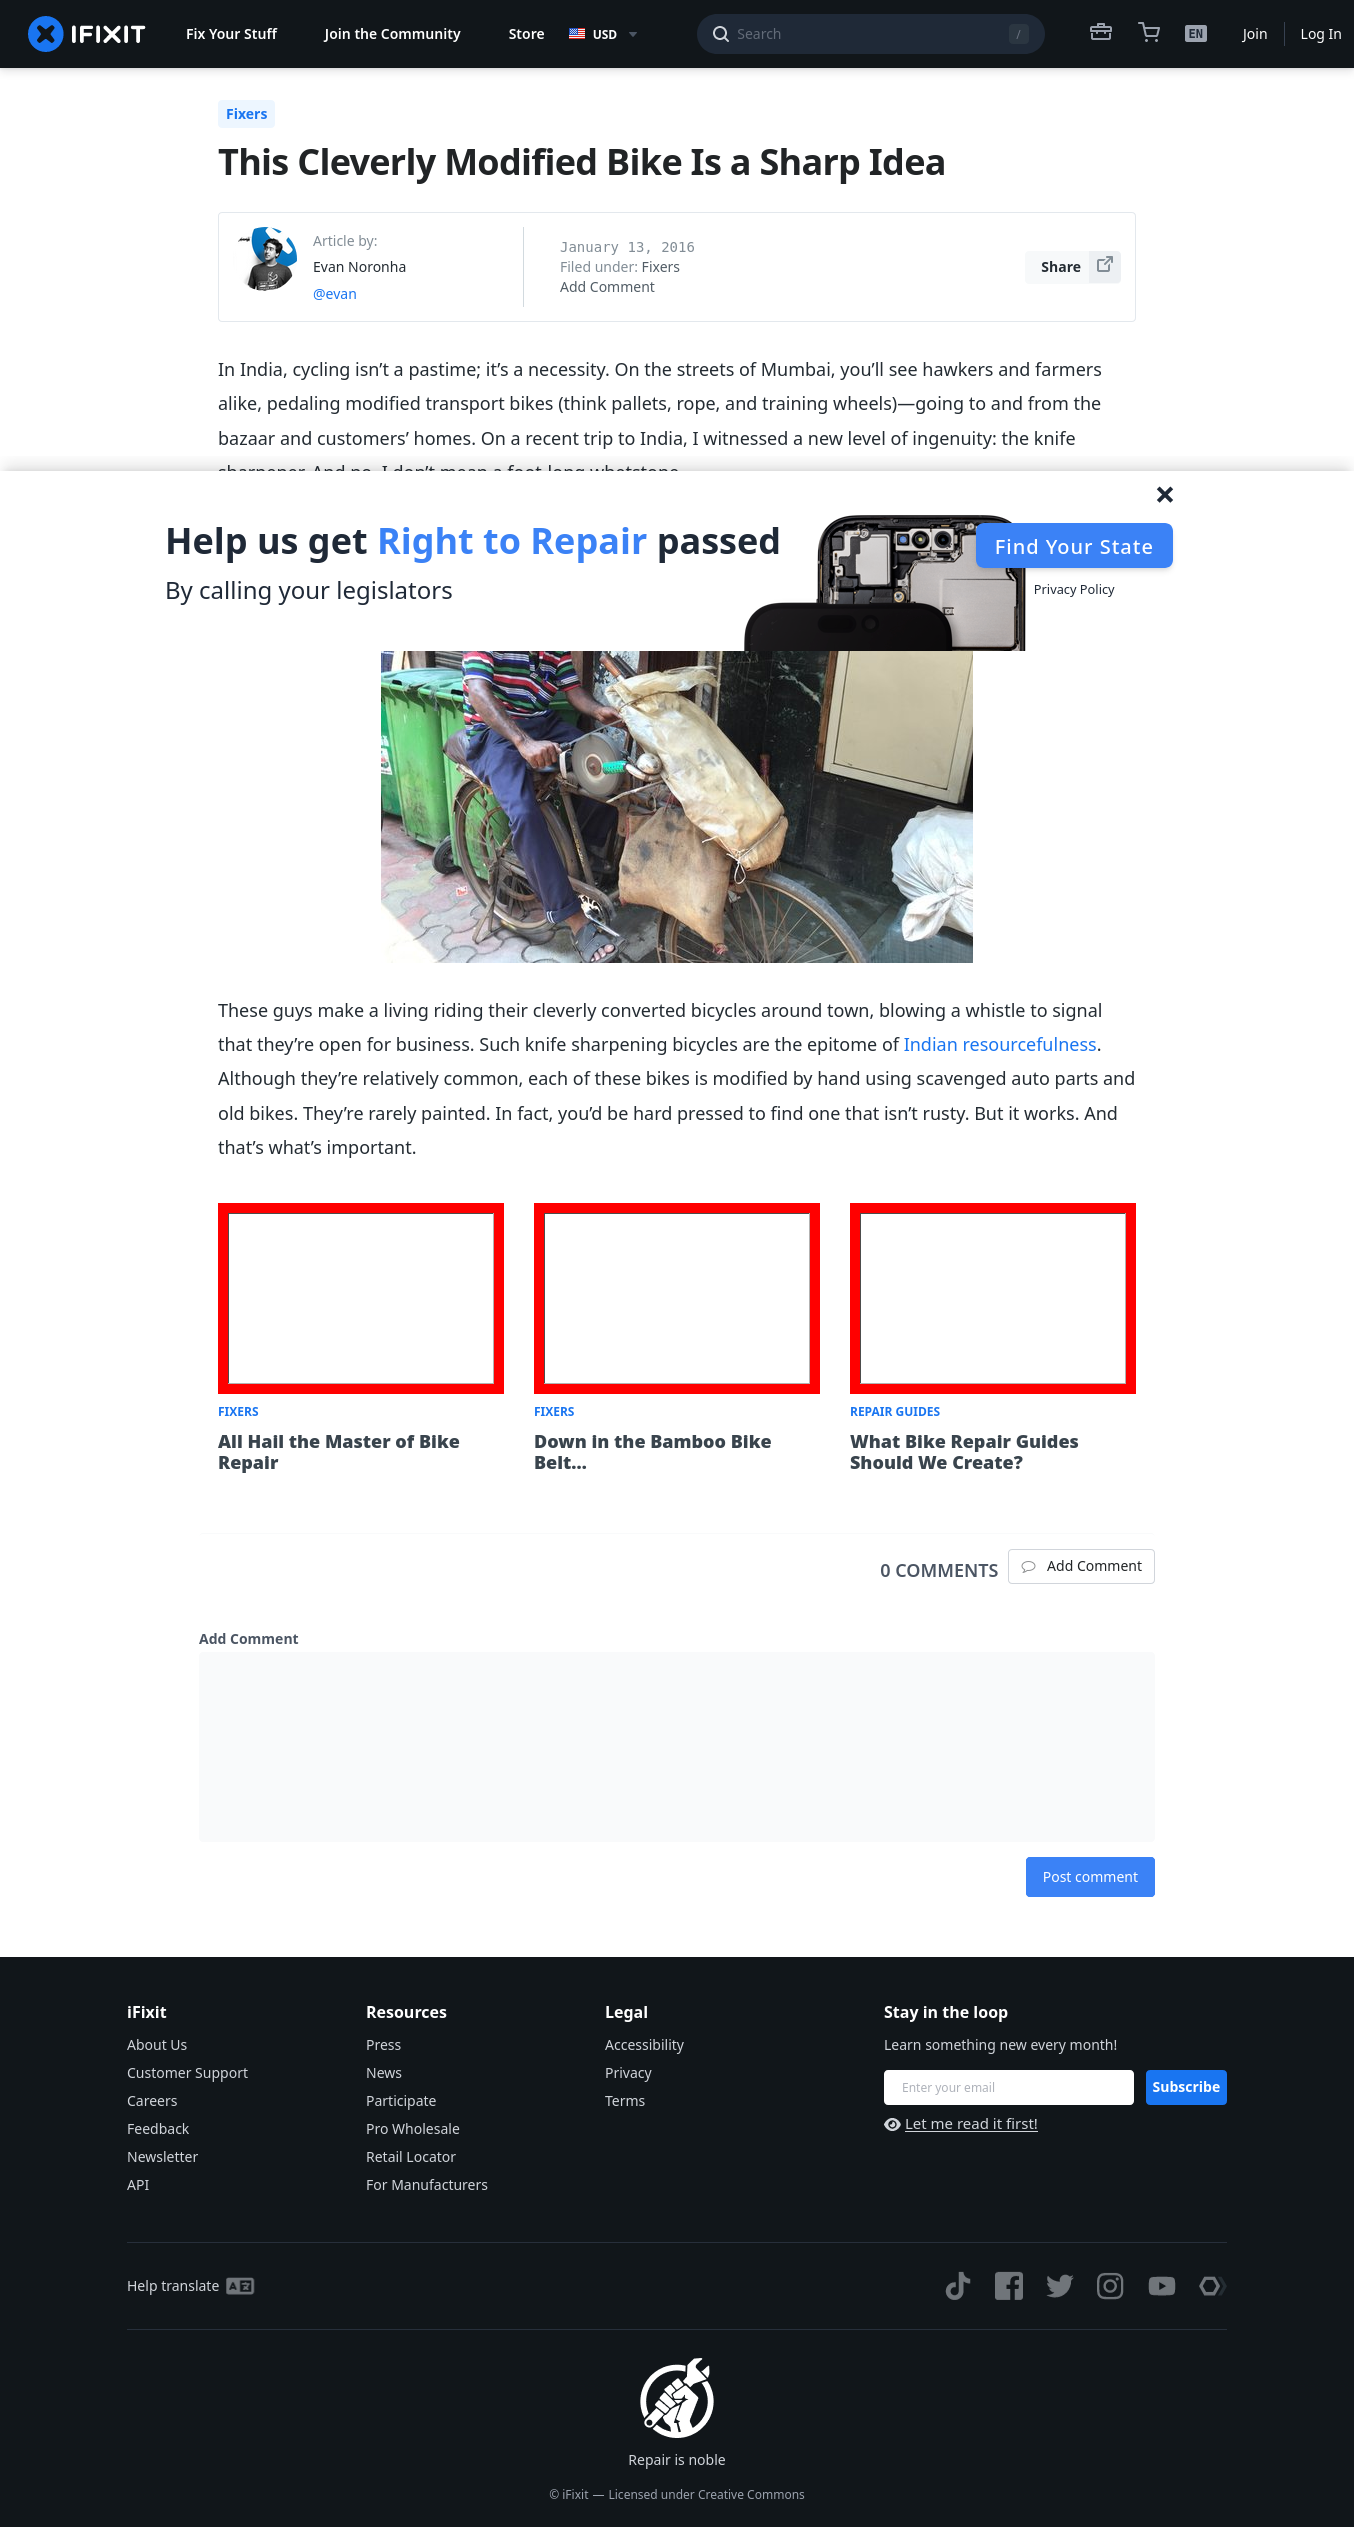 IFIXIT
Fix Your Stuff
Join the Community
Store
USD
Search
/
EN
Join
Log In
Fixers
This Cleverly Modified Bike Is a Sharp Idea
Article by:
Evan Noronha
@evan
January 13, 2016
Filed under: Fixers
Add Comment
Share
In India, cycling isn’t a pastime; it’s a necessity. On the streets of Mumbai, you’ll see hawkers and farmers
alike, pedaling modified transport bikes (think pallets, rope, and training wheels)—going to and from the
bazaar and customers’ homes. On a recent trip to India, I witnessed a new level of ingenuity: the knife
sharpener. And no, I don’t mean a foot-long whetstone.
Help us get Right to Repair passed
By calling your legislators
Find Your State
Privacy Policy
These guys make a living riding their cleverly converted bicycles around town, blowing a whistle to signal
that they’re open for business. Such knife sharpening bicycles are the epitome of Indian resourcefulness.
Although they’re relatively common, each of these bikes is modified by hand using scavenged auto parts and
old bikes. They’re rarely painted. In fact, you’d be hard pressed to find one that isn’t rusty. But it works. And
that’s what’s important.
FIXERS
All Hail the Master of Bike
Repair
FIXERS
Down in the Bamboo Bike
Belt…
REPAIR GUIDES
What Bike Repair Guides
Should We Create?
0 COMMENTS
Add Comment
Add Comment
Post comment
iFixit
About Us
Customer Support
Careers
Feedback
Newsletter
API
Resources
Press
News
Participate
Pro Wholesale
Retail Locator
For Manufacturers
Legal
Accessibility
Privacy
Terms
Stay in the loop
Learn something new every month!
Enter your email
Subscribe
Let me read it first!
Help translate
Repair is noble
© iFixit — Licensed under Creative Commons